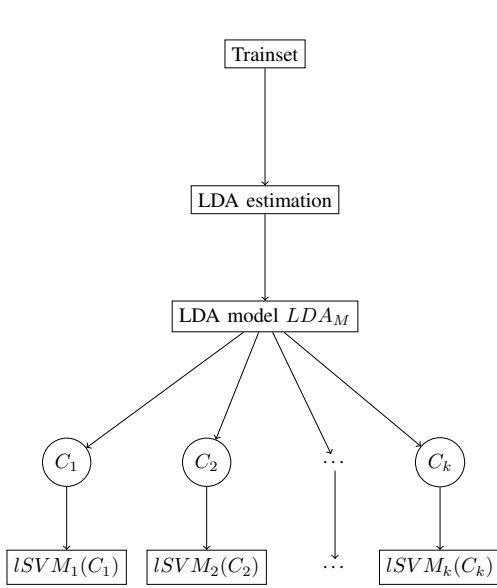 Trainset
LDA estimation
LDA model $LDA_M$
$C_1$ $C_2$ ... $C_k$
$lSVM_1(C_1)$ $lSVM_2(C_2)$ ... $lSVM_k(C_k)$